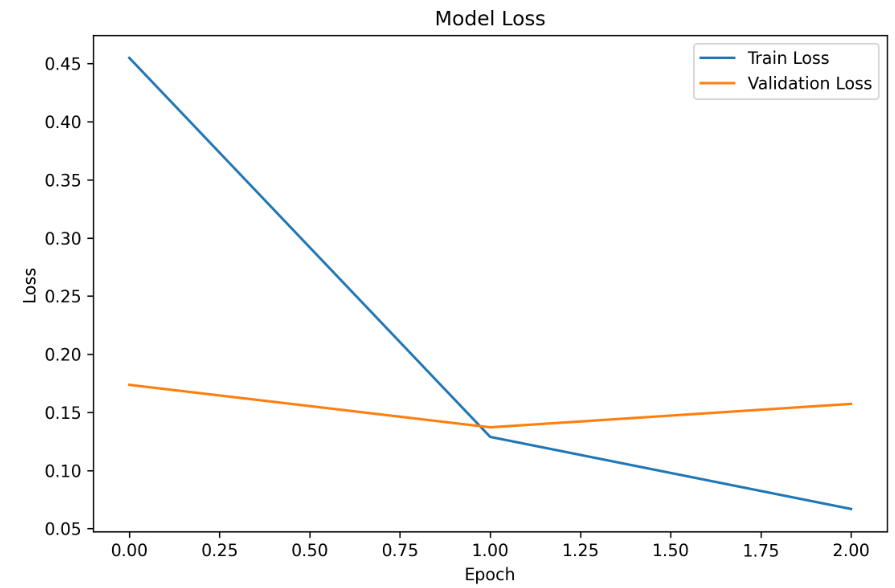 Model Loss
Train Loss
Validation Loss
0.45
0.40
0.35
0.30
0.25
0.20
0.15
0.10
0.05
Loss
0.00 0.25 0.50 0.75 1.00 1.25 1.50 1.75 2.00
Epoch